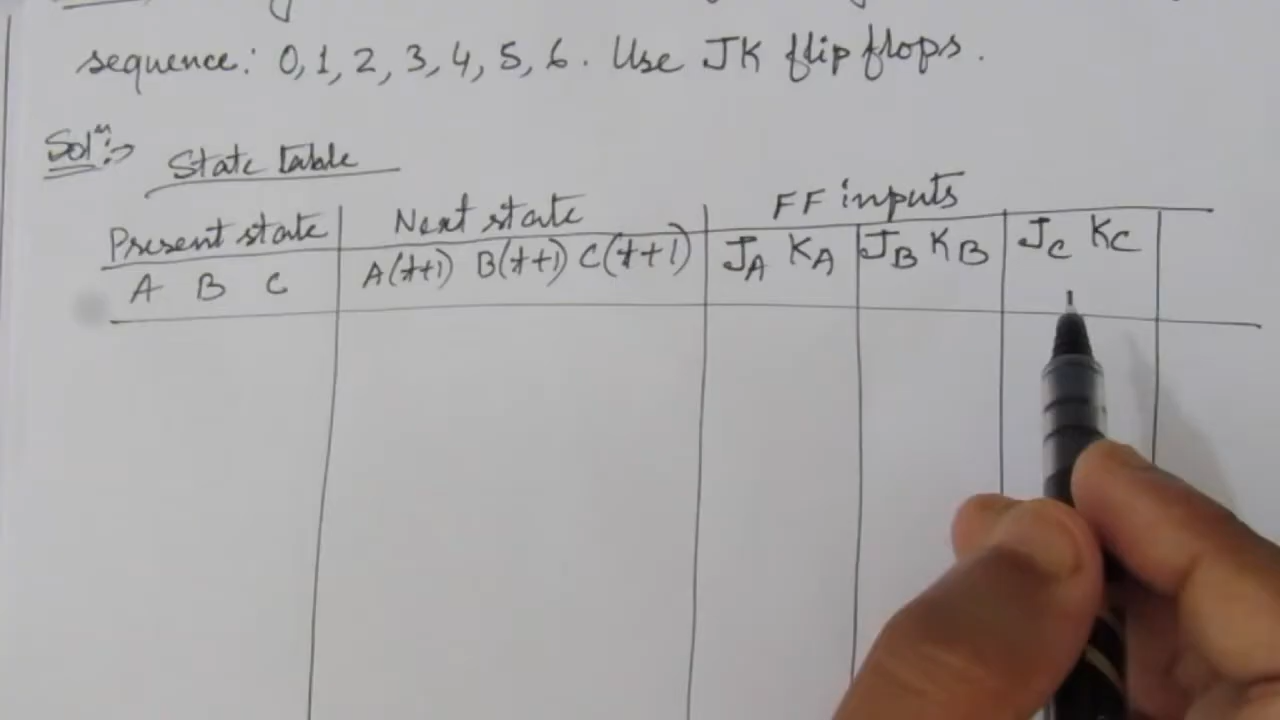 sequence: 0, 1, 2, 3, 4, 5, 6. Use JK flip flops.
Solⁿ:->
State table
Present state Next state FF inputs
A B C A(t+1) B(t+1) C(t+1) JA KA JB KB JC KC